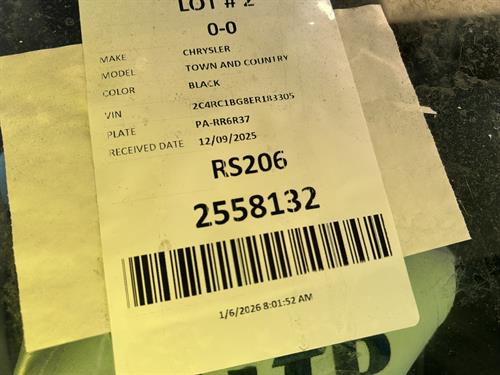 LOT # 2
0-0
MAKE CHRYSLER
MODEL TOWN AND COUNTRY
COLOR BLACK
VIN 2C4RC1BG8ER183305
PLATE PA-RR6R37
RECEIVED DATE 12/09/2025
RS206
2558132
1/6/2026 8:01:52 AM